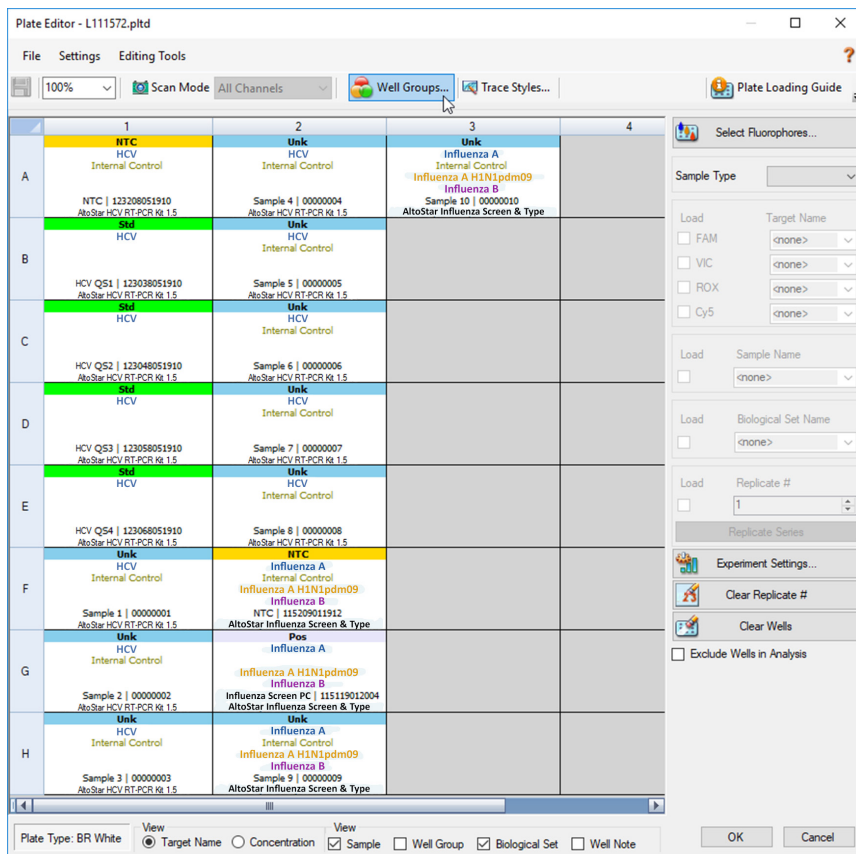 Plate Editor - L111572.pltd
File Settings Editing Tools
?
100% Scan Mode All Channels Well Groups... Trace Styles... Plate Loading Guide
1 2 3 4
A
NTC
HCV
Internal Control
NTC | 123208051910
AltoStar HCV RT-PCR Kit 1.5
Unk
HCV
Internal Control
Sample 4 | 00000004
AltoStar HCV RT-PCR Kit 1.5
Unk
Influenza A
Internal Control
Influenza A H1N1pdm09
Influenza B
Sample 10 | 00000010
AltoStar Influenza Screen & Type
B
Std
HCV
HCV QS1 | 123038051910
AltoStar HCV RT-PCR Kit 1.5
Unk
HCV
Internal Control
Sample 5 | 00000005
AltoStar HCV RT-PCR Kit 1.5
C
Std
HCV
HCV QS2 | 123048051910
AltoStar HCV RT-PCR Kit 1.5
Unk
HCV
Internal Control
Sample 6 | 00000006
AltoStar HCV RT-PCR Kit 1.5
D
Std
HCV
HCV QS3 | 123058051910
AltoStar HCV RT-PCR Kit 1.5
Unk
HCV
Internal Control
Sample 7 | 00000007
AltoStar HCV RT-PCR Kit 1.5
E
Std
HCV
HCV QS4 | 123068051910
AltoStar HCV RT-PCR Kit 1.5
Unk
HCV
Internal Control
Sample 8 | 00000008
AltoStar HCV RT-PCR Kit 1.5
F
Unk
HCV
Internal Control
Sample 1 | 00000001
AltoStar HCV RT-PCR Kit 1.5
NTC
Influenza A
Internal Control
Influenza A H1N1pdm09
Influenza B
NTC | 115209011912
AltoStar Influenza Screen & Type
G
Unk
HCV
Internal Control
Sample 2 | 00000002
AltoStar HCV RT-PCR Kit 1.5
Pos
Influenza A
Influenza A H1N1pdm09
Influenza B
Influenza Screen PC | 115119012004
AltoStar Influenza Screen & Type
H
Unk
HCV
Internal Control
Sample 3 | 00000003
AltoStar HCV RT-PCR Kit 1.5
Unk
Influenza A
Internal Control
Influenza A H1N1pdm09
Influenza B
Sample 9 | 00000009
AltoStar Influenza Screen & Type
Select Fluorophores...
Sample Type
Load Target Name
FAM <none>
VIC <none>
ROX <none>
Cy5 <none>
Load Sample Name
<none>
Load Biological Set Name
<none>
Load Replicate #
1
Replicate Series
Experiment Settings...
Clear Replicate #
Clear Wells
Exclude Wells in Analysis
Plate Type: BR White
View
Target Name Concentration
View
Sample Well Group Biological Set Well Note
OK Cancel